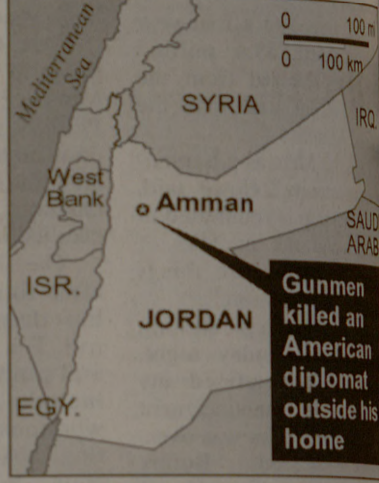 Mediterranean
Sea
0 100 m
0 100 km
SYRIA
IRQ.
West
Bank
Amman
SAUD
ARAB
ISR.
JORDAN
Gunmen
killed an
American
diplomat
outside his
home
EGY.